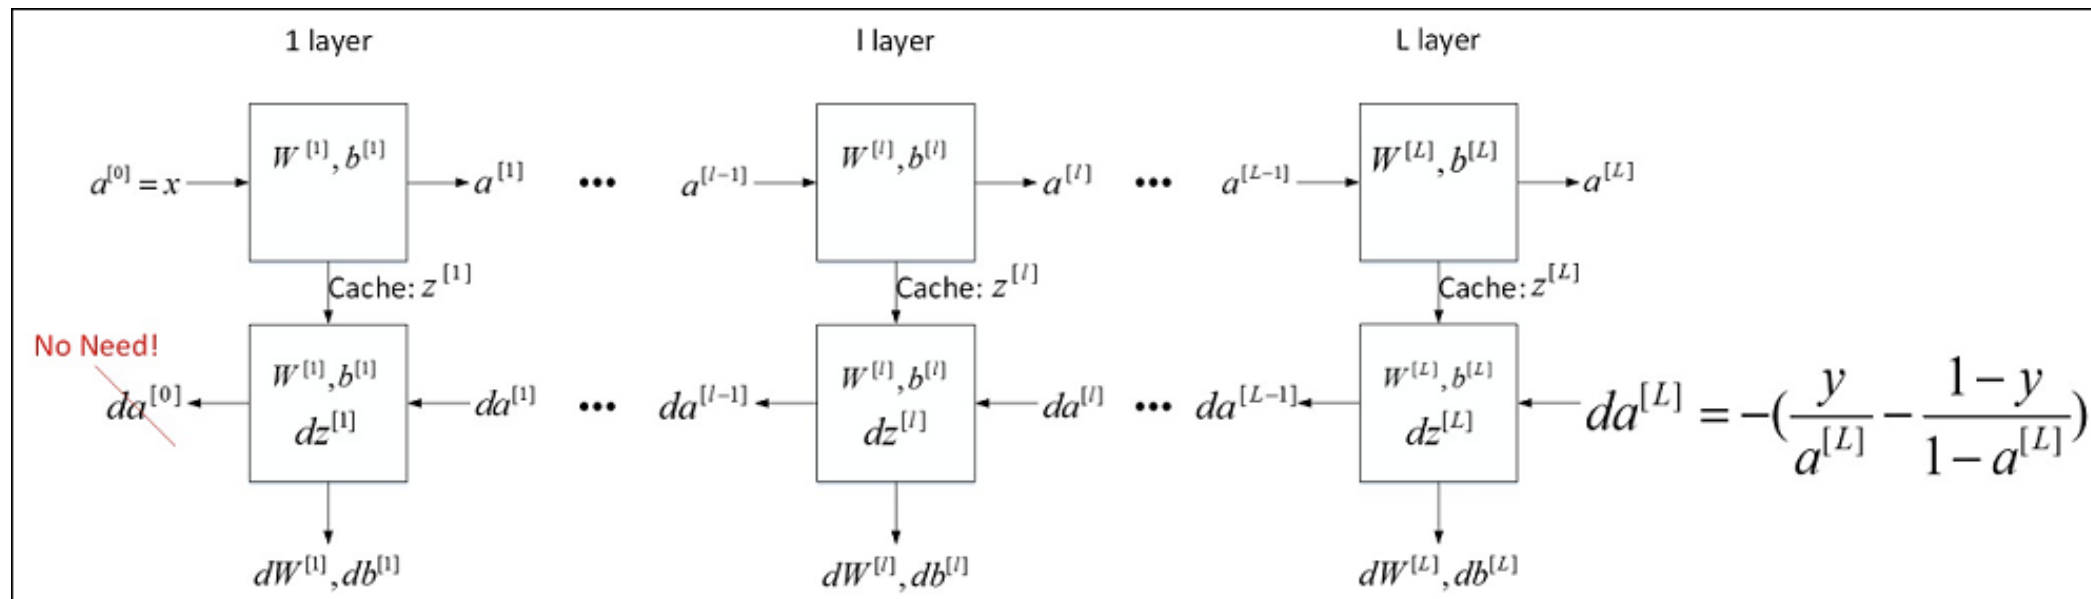 1 layer l layer L layer
W^[1], b^[1] W^[l], b^[l] W^[L], b^[L]
a^[0] = x a^[1] ••• a^[l-1] a^[l] ••• a^[L-1] a^[L]
Cache: z^[1] Cache: z^[l] Cache: z^[L]
No Need!
W^[1], b^[1] W^[l], b^[l] W^[L], b^[L]
da^[0] da^[1] ••• da^[l-1] da^[l] ••• da^[L-1] da^[L] = -(y/a^[L] - (1-y)/(1-a^[L]))
dz^[1] dz^[l] dz^[L]
dW^[1], db^[1] dW^[l], db^[l] dW^[L], db^[L]